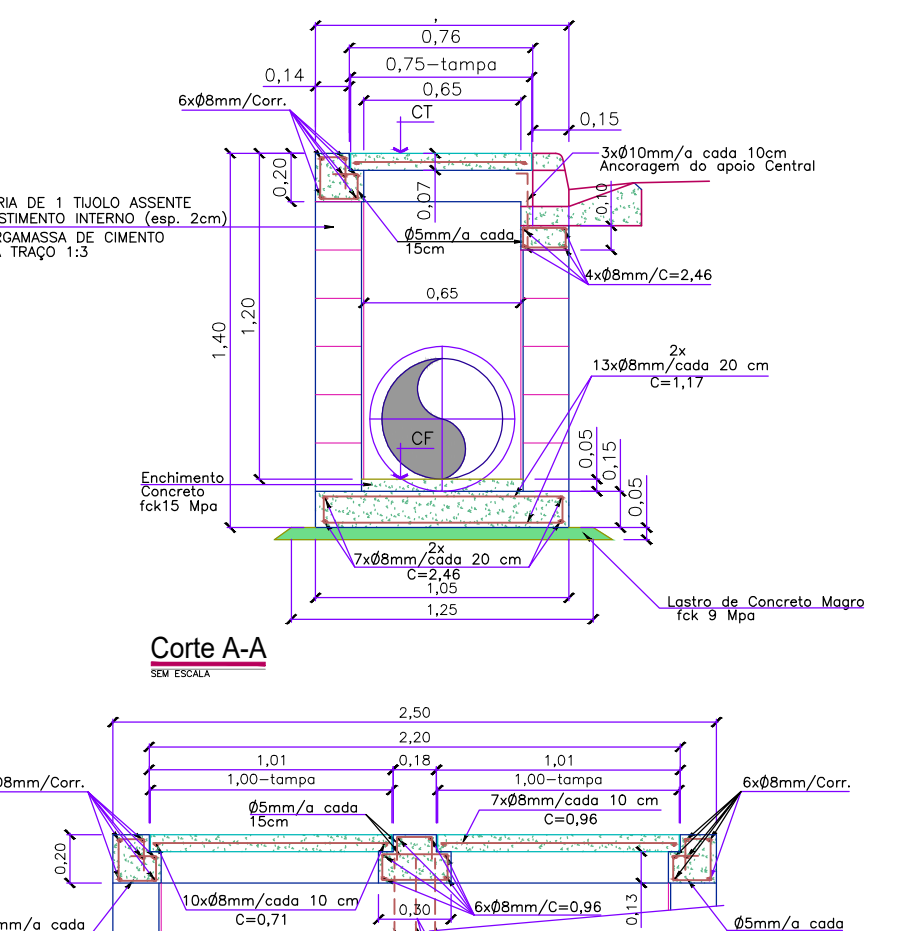 0,76
0,75-tampa
0,14
0,65
6xØ8mm/Corr.
CT
0,15
3xØ10mm/a cada 10cm
Ancoragem do apoio Central
0,20
0,07
0,10
RIA DE 1 TIJOLO ASSENTE
STIMENTO INTERNO (esp. 2cm)
RGAMASSA DE CIMENTO
A TRAÇO 1:3
Ø5mm/a cada
15cm
4xØ8mm/C=2,46
0,65
1,40
1,20
2x
13xØ8mm/cada 20 cm
C=1,17
CF
0,05
0,15
0,05
Enchimento
Concreto
fck15 Mpa
2x
7xØ8mm/cada 20 cm
C=2,46
1,05
1,25
Lastro de Concreto Magro
fck 9 Mpa
Corte A-A
SEM ESCALA
2,50
2,20
1,01
0,18
1,01
1,00-tampa
1,00-tampa
Ø8mm/Corr.
6xØ8mm/Corr.
Ø5mm/a cada
15cm
7xØ8mm/cada 10 cm
C=0,96
0,20
10xØ8mm/cada 10 cm
C=0,71
0,30
6xØ8mm/C=0,96
0,13
mm/a cada
Ø5mm/a cada